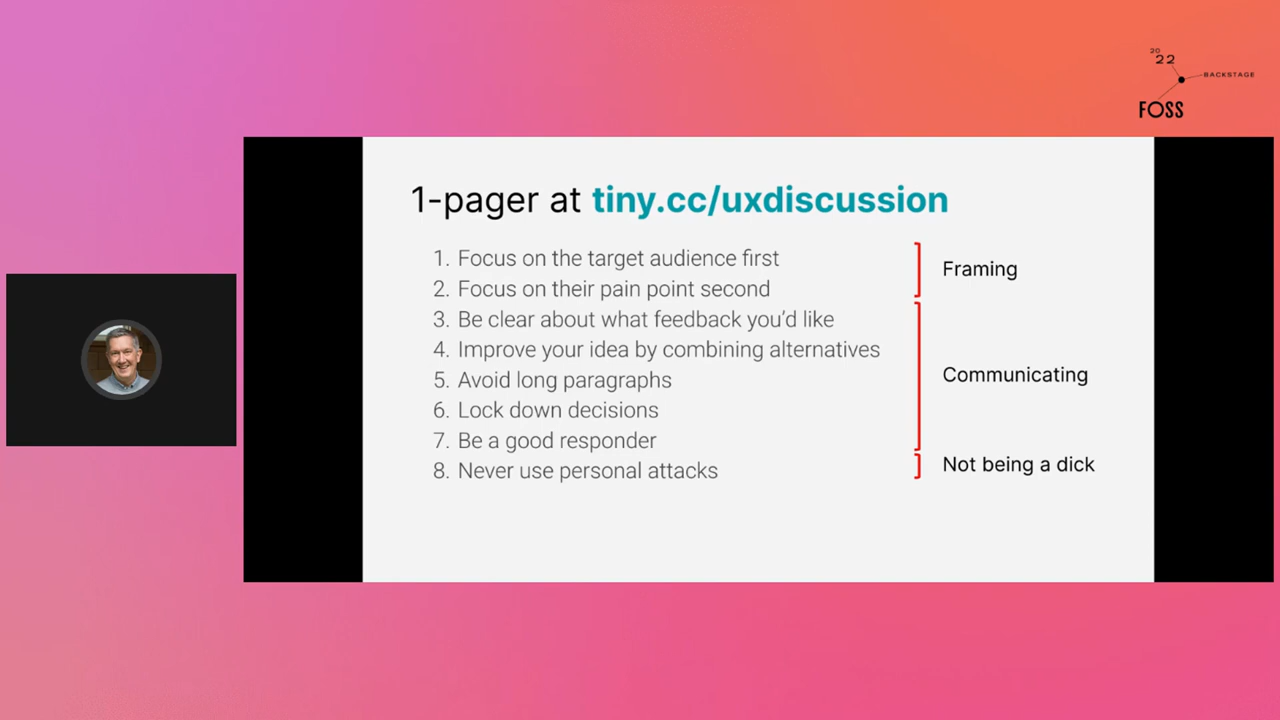 20
22
BACKSTAGE
FOSS
1-pager at tiny.cc/uxdiscussion
1. Focus on the target audience first
2. Focus on their pain point second
Framing
3. Be clear about what feedback you’d like
4. Improve your idea by combining alternatives
5. Avoid long paragraphs
6. Lock down decisions
7. Be a good responder
Communicating
8. Never use personal attacks
Not being a dick